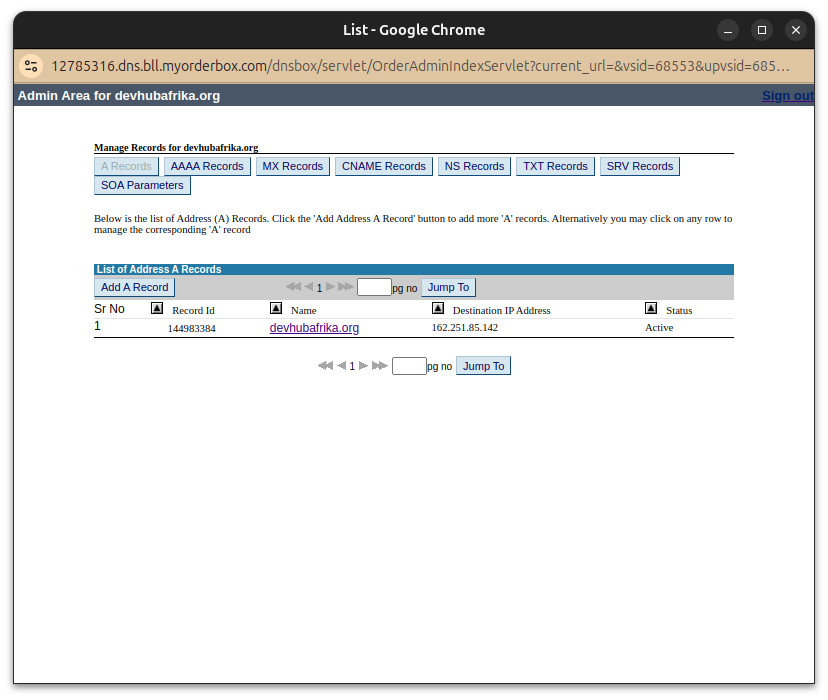 List - Google Chrome
12785316.dns.bll.myorderbox.com/dnsbox/servlet/OrderAdminIndexServlet?current_url=&vsid=68553&upvsid=685...
Admin Area for devhubafrika.org Sign out
Manage Records for devhubafrika.org
A Records AAAA Records MX Records CNAME Records NS Records TXT Records SRV Records
SOA Parameters
Below is the list of Address (A) Records. Click the 'Add Address A Record' button to add more 'A' records. Alternatively you may click on any row to
manage the corresponding 'A' record
List of Address A Records
Add A Record 1 pg no Jump To
Sr No Record Id Name Destination IP Address Status
1 144983384 devhubafrika.org 162.251.85.142 Active
1 pg no Jump To